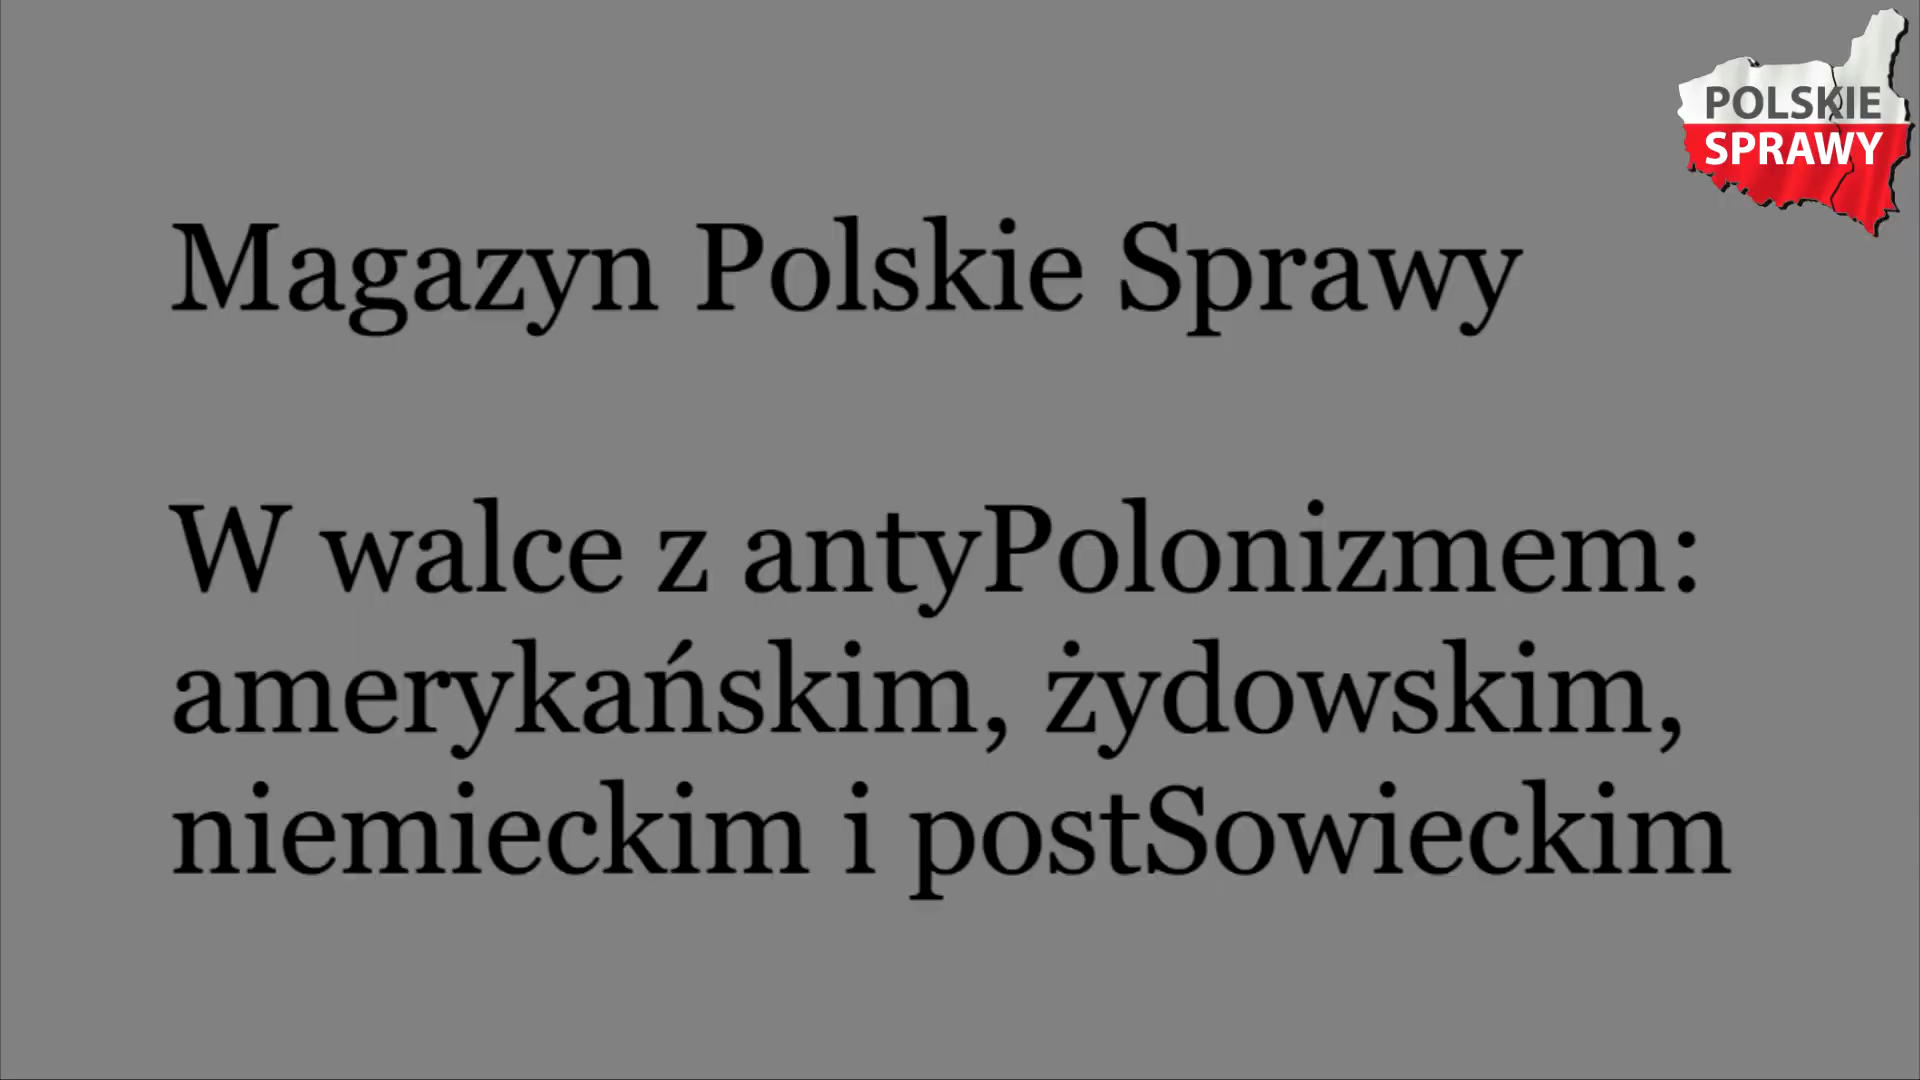 POLSKIE
SPRAWY
Magazyn Polskie Sprawy
W walce z antyPolonizmem:
amerykańskim, żydowskim,
niemieckim i postSowieckim